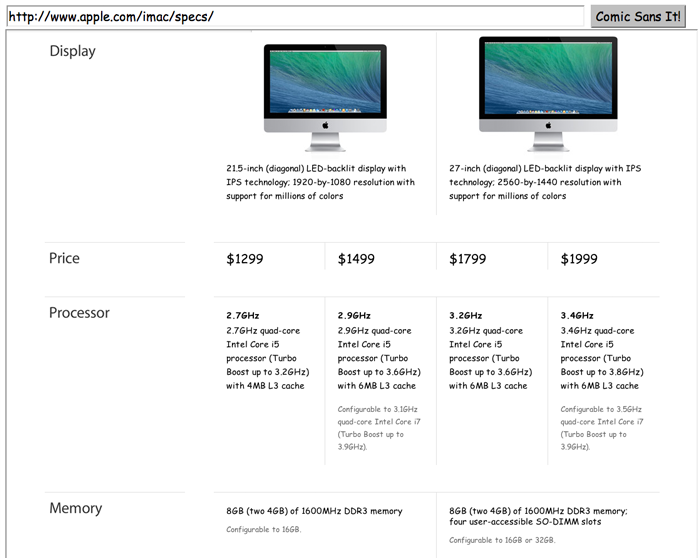 http://www.apple.com/imac/specs/
Comic Sans It!
Display
21.5-inch (diagonal) LED-backlit display with
IPS technology; 1920-by-1080 resolution with
support for millions of colors
27-inch (diagonal) LED-backlit display with IPS
technology; 2560-by-1440 resolution with
support for millions of colors
Price
$1299
$1499
$1799
$1999
Processor
2.7GHz
2.7GHz quad-core
Intel Core i5
processor (Turbo
Boost up to 3.2GHz)
with 4MB L3 cache
2.9GHz
2.9GHz quad-core
Intel Core i5
processor (Turbo
Boost up to 3.6GHz)
with 6MB L3 cache
Configurable to 3.1GHz
quad-core Intel Core i7
(Turbo Boost up to
3.9GHz).
3.2GHz
3.2GHz quad-core
Intel Core i5
processor (Turbo
Boost up to 3.6GHz)
with 6MB L3 cache
3.4GHz
3.4GHz quad-core
Intel Core i5
processor (Turbo
Boost up to 3.8GHz)
with 6MB L3 cache
Configurable to 3.5GHz
quad-core Intel Core i7
(Turbo Boost up to
3.9GHz).
Memory
8GB (two 4GB) of 1600MHz DDR3 memory
Configurable to 16GB.
8GB (two 4GB) of 1600MHz DDR3 memory;
four user-accessible SO-DIMM slots
Configurable to 16GB or 32GB.